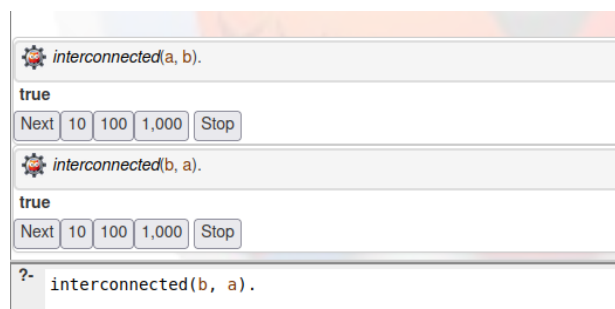 interconnected(a, b).
true
Next 10 100 1,000 Stop
interconnected(b, a).
true
Next 10 100 1,000 Stop
?- interconnected(b, a).